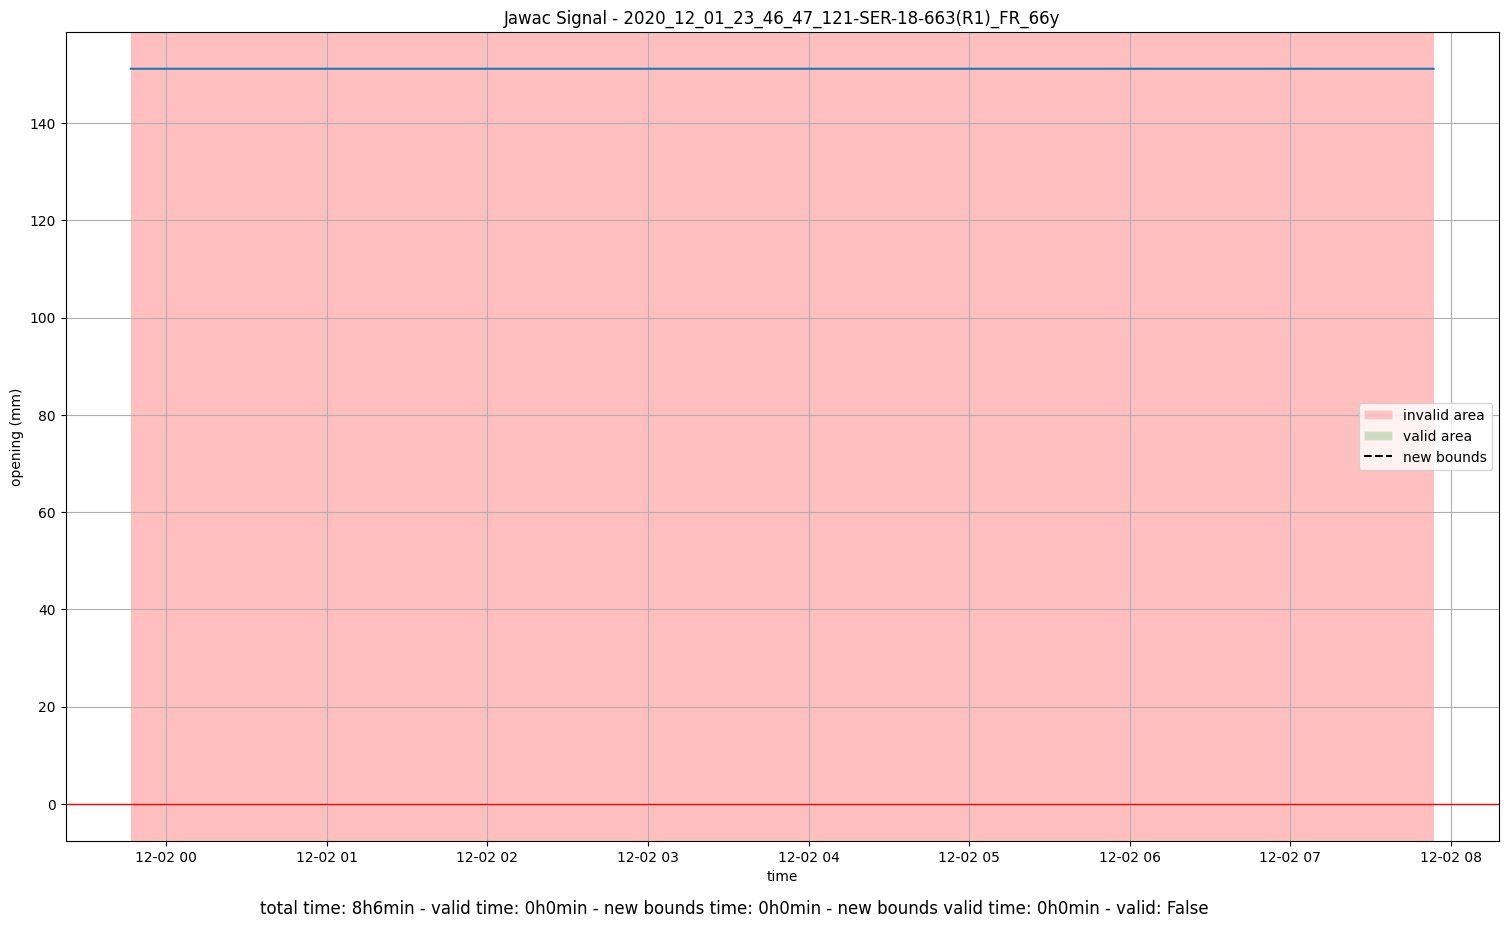 Jawac Signal - 2020_12_01_23_46_47_121-SER-18-663(R1)_FR_66y
140
120
100
80
60
40
20
0
opening (mm)
invalid area
valid area
new bounds
12-02 00 12-02 01 12-02 02 12-02 03 12-02 04 12-02 05 12-02 06 12-02 07 12-02 08
time
total time: 8h6min - valid time: 0h0min - new bounds time: 0h0min - new bounds valid time: 0h0min - valid: False